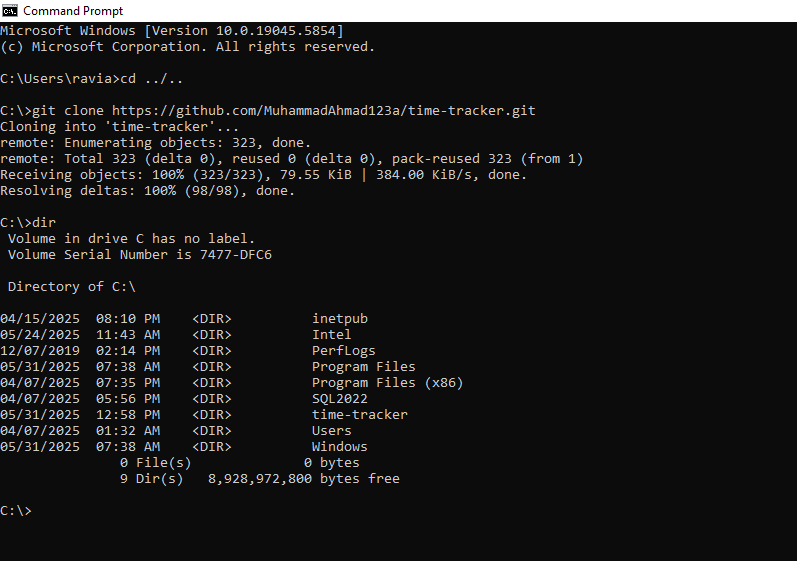 Command Prompt
Microsoft Windows [Version 10.0.19045.5854]
(c) Microsoft Corporation. All rights reserved.
C:\Users\ravia>cd ../..
C:\>git clone https://github.com/MuhammadAhmad123a/time-tracker.git
Cloning into 'time-tracker'...
remote: Enumerating objects: 323, done.
remote: Total 323 (delta 0), reused 0 (delta 0), pack-reused 323 (from 1)
Receiving objects: 100% (323/323), 79.55 KiB | 384.00 KiB/s, done.
Resolving deltas: 100% (98/98), done.
C:\>dir
 Volume in drive C has no label.
 Volume Serial Number is 7477-DFC6
 Directory of C:\
04/15/2025  08:10 PM    <DIR>          inetpub
05/24/2025  11:43 AM    <DIR>          Intel
12/07/2019  02:14 PM    <DIR>          PerfLogs
05/31/2025  07:38 AM    <DIR>          Program Files
04/07/2025  07:35 PM    <DIR>          Program Files (x86)
04/07/2025  05:56 PM    <DIR>          SQL2022
05/31/2025  12:58 PM    <DIR>          time-tracker
04/07/2025  01:32 AM    <DIR>          Users
05/31/2025  07:38 AM    <DIR>          Windows
               0 File(s)              0 bytes
               9 Dir(s)   8,928,972,800 bytes free
C:\>